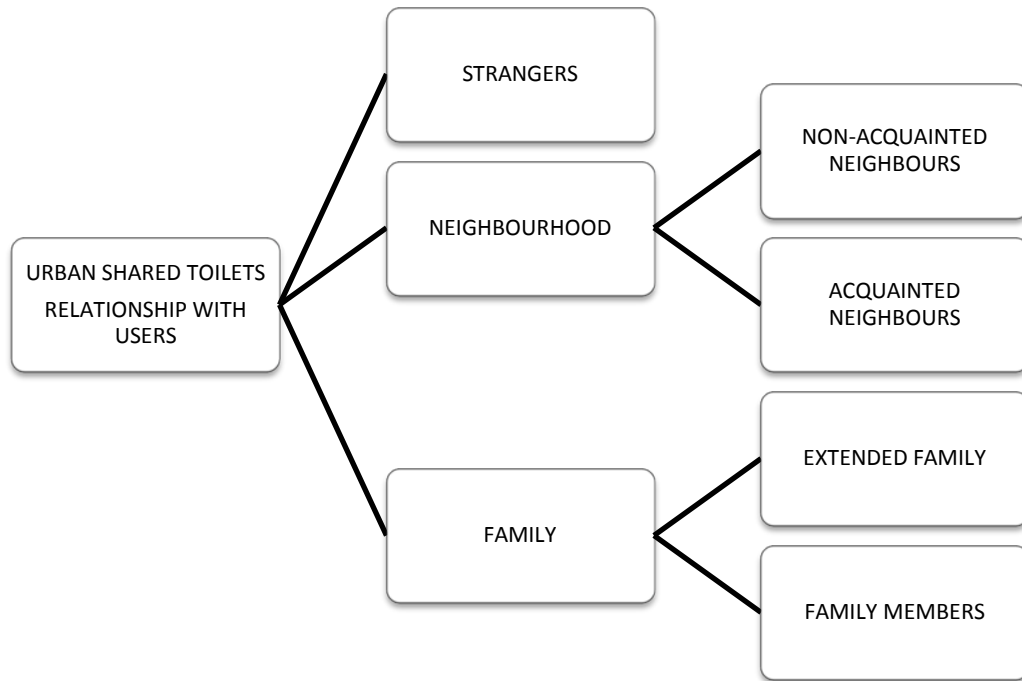 STRANGERS
NON-ACQUAINTED
NEIGHBOURS
NEIGHBOURHOOD
URBAN SHARED TOILETS
RELATIONSHIP WITH
USERS
ACQUAINTED
NEIGHBOURS
EXTENDED FAMILY
FAMILY
FAMILY MEMBERS